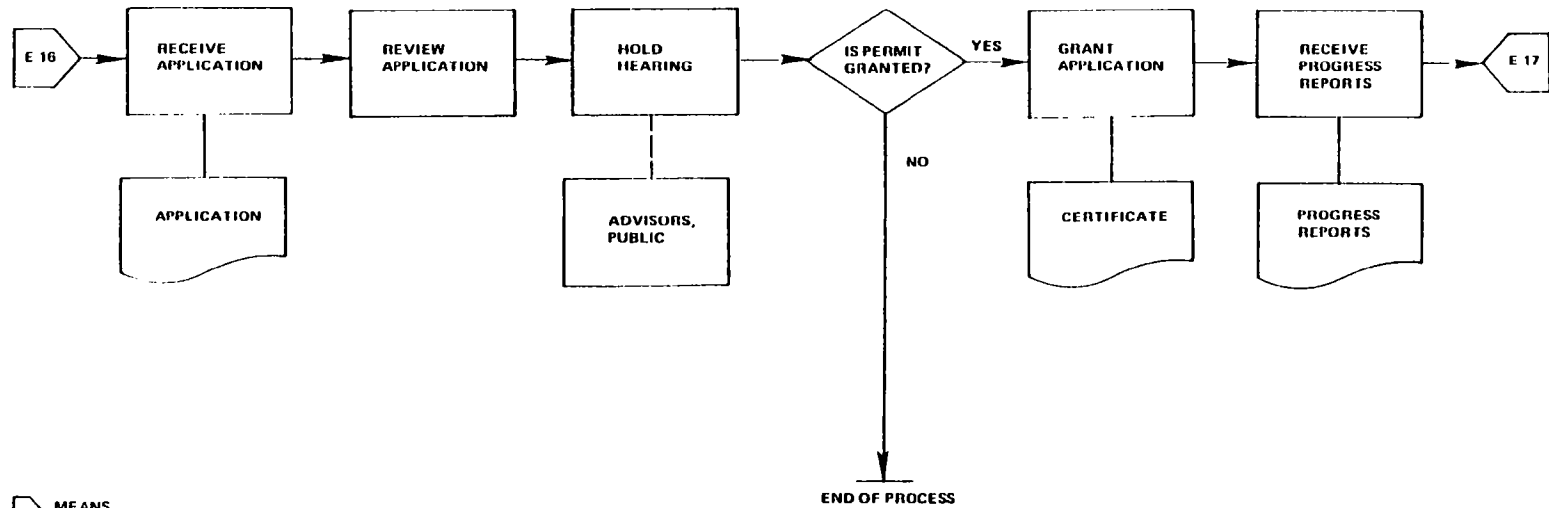 E 16
RECEIVE
APPLICATION
REVIEW
APPLICATION
HOLD
HEARING
IS PERMIT
GRANTED?
YES
GRANT
APPLICATION
RECEIVE
PROGRESS
REPORTS
E 17
NO
APPLICATION
ADVISORS,
PUBLIC
CERTIFICATE
PROGRESS
REPORTS
END OF PROCESS
MEANS